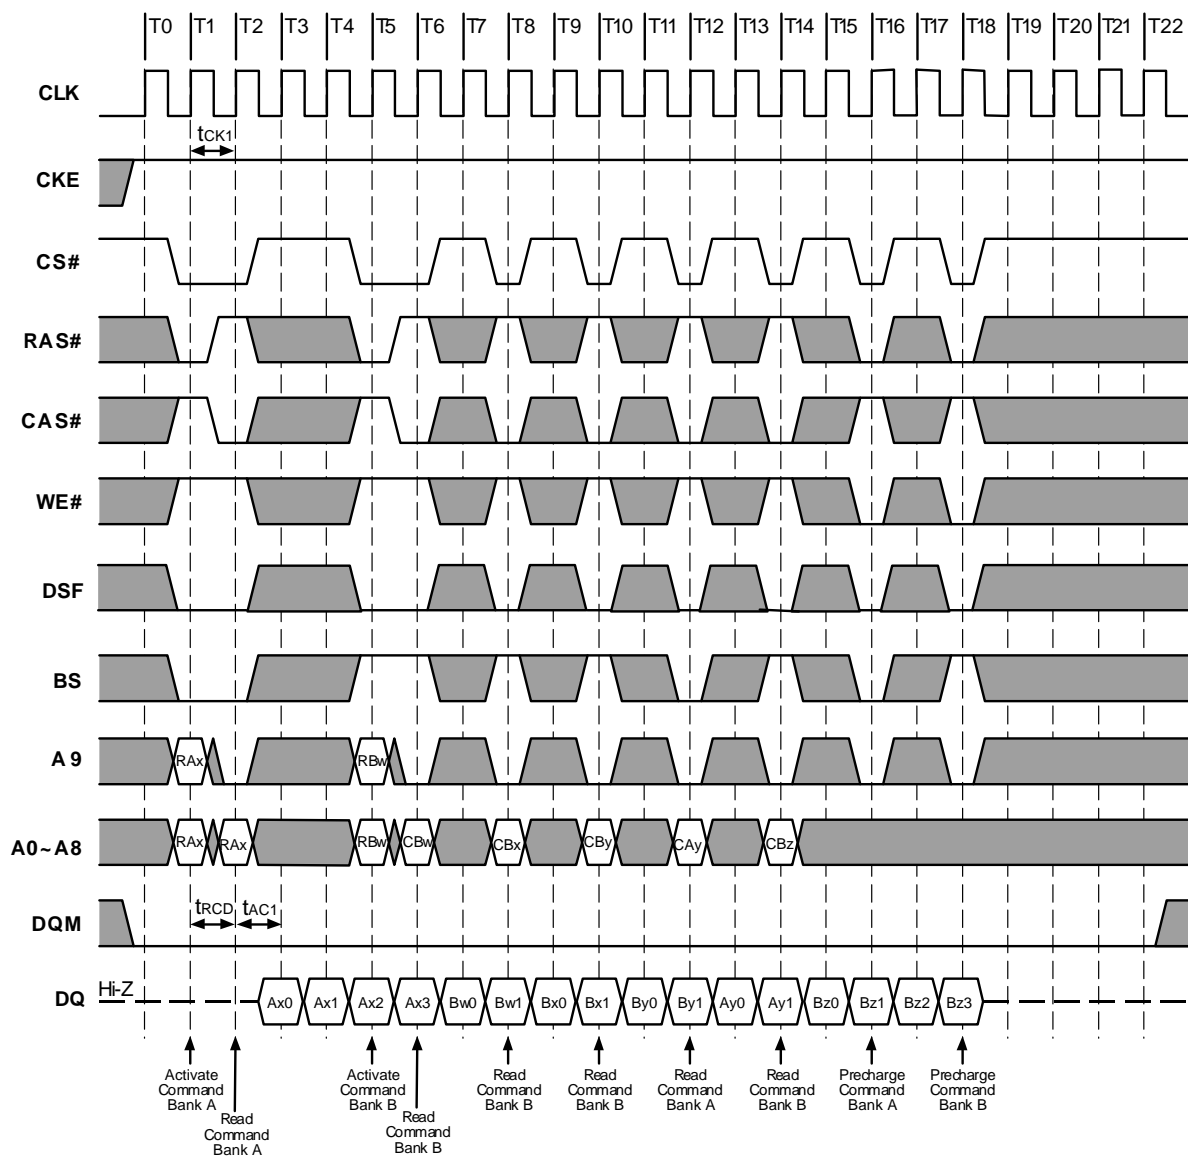 T0 T1 T2 T3 T4 T5 T6 T7 T8 T9 T10 T11 T12 T13 T14 T15 T16 T17 T18 T19 T20 T21 T22
CLK
tCK1
CKE
CS#
RAS#
CAS#
WE#
DSF
BS
A9 RAx RBw
A0~A8 RAx RAx RBw CBw CBx CBy CAy CBz
tRCD tAC1
DQM
Hi-Z
DQ Ax0 Ax1 Ax2 Ax3 Bw0 Bw1 Bx0 Bx1 By0 By1 Ay0 Ay1 Bz0 Bz1 Bz2 Bz3
Activate
Command
Bank A
Read
Command
Bank A
Activate
Command
Bank B
Read
Command
Bank B
Read
Command
Bank B
Read
Command
Bank B
Read
Command
Bank A
Read
Command
Bank B
Precharge
Command
Bank A
Precharge
Command
Bank B